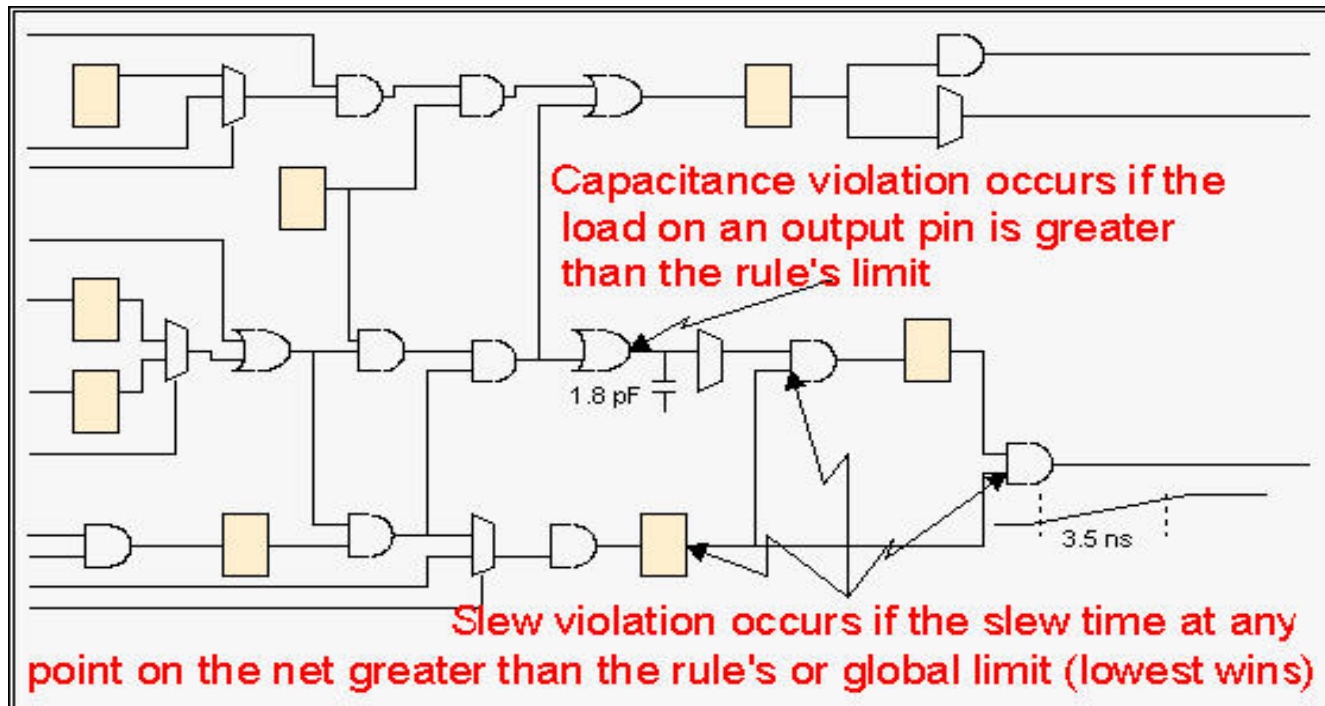 Capacitance violation occurs if the
load on an output pin is greater
than the rule's limit
1.8 pF
3.5 ns
Slew violation occurs if the slew time at any
point on the net greater than the rule's or global limit (lowest wins)